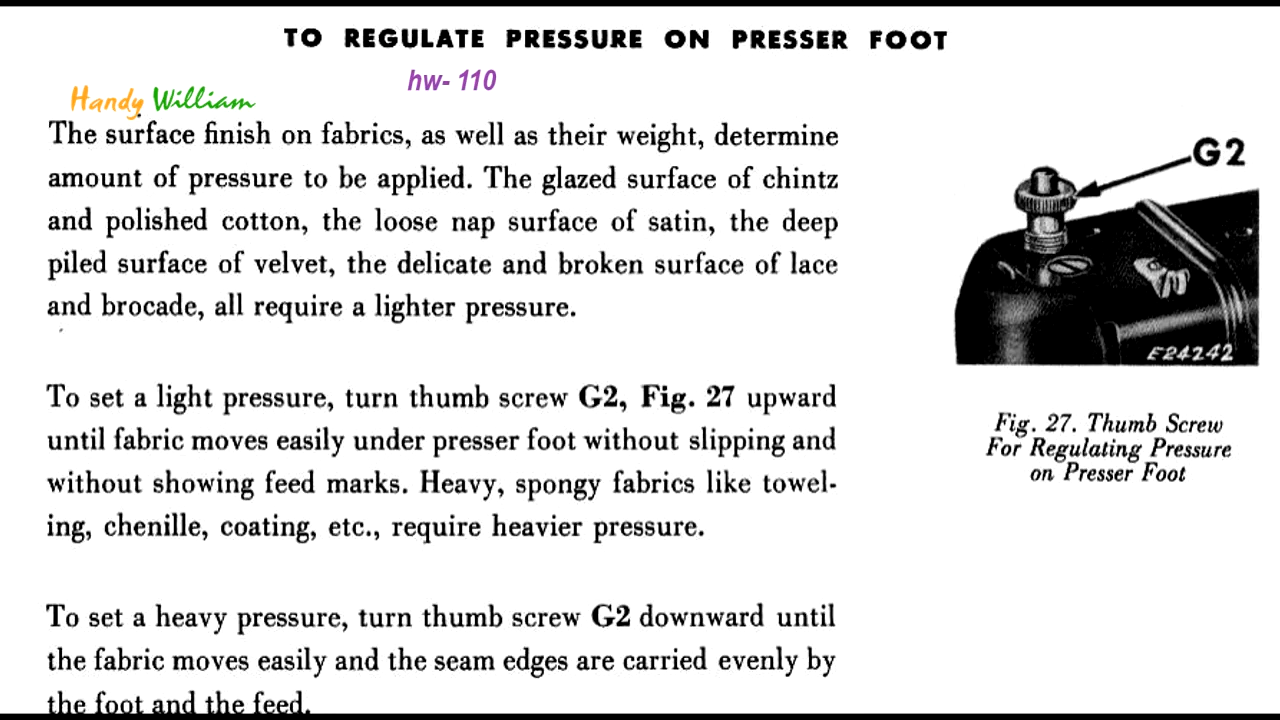 TO REGULATE PRESSURE ON PRESSER FOOT
hw- 110
Handy William
The surface finish on fabrics, as well as their weight, determine
amount of pressure to be applied. The glazed surface of chintz
and polished cotton, the loose nap surface of satin, the deep
piled surface of velvet, the delicate and broken surface of lace
and brocade, all require a lighter pressure.
To set a light pressure, turn thumb screw G2, Fig. 27 upward
until fabric moves easily under presser foot without slipping and
without showing feed marks. Heavy, spongy fabrics like towel-
ing, chenille, coating, etc., require heavier pressure.
To set a heavy pressure, turn thumb screw G2 downward until
the fabric moves easily and the seam edges are carried evenly by
the foot and the feed.
G2
E24242
Fig. 27. Thumb Screw
For Regulating Pressure
on Presser Foot